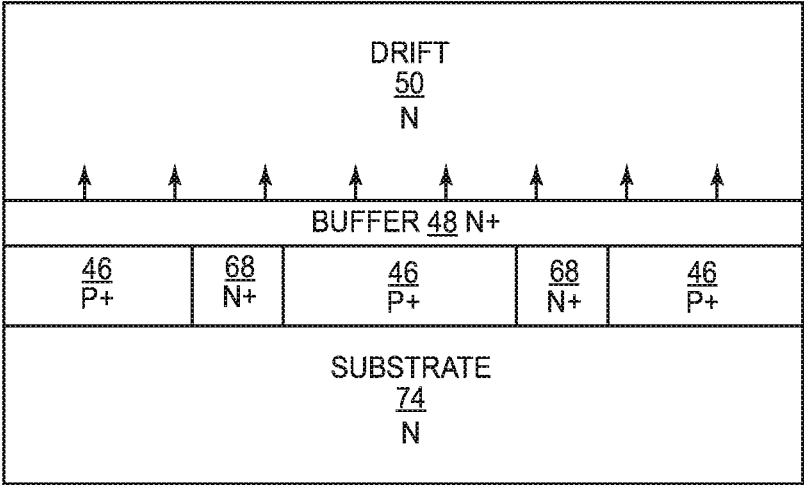 DRIFT
50
N
BUFFER 48 N+
46 68 46 68 46
P+ N+ P+ N+ P+
SUBSTRATE
74
N